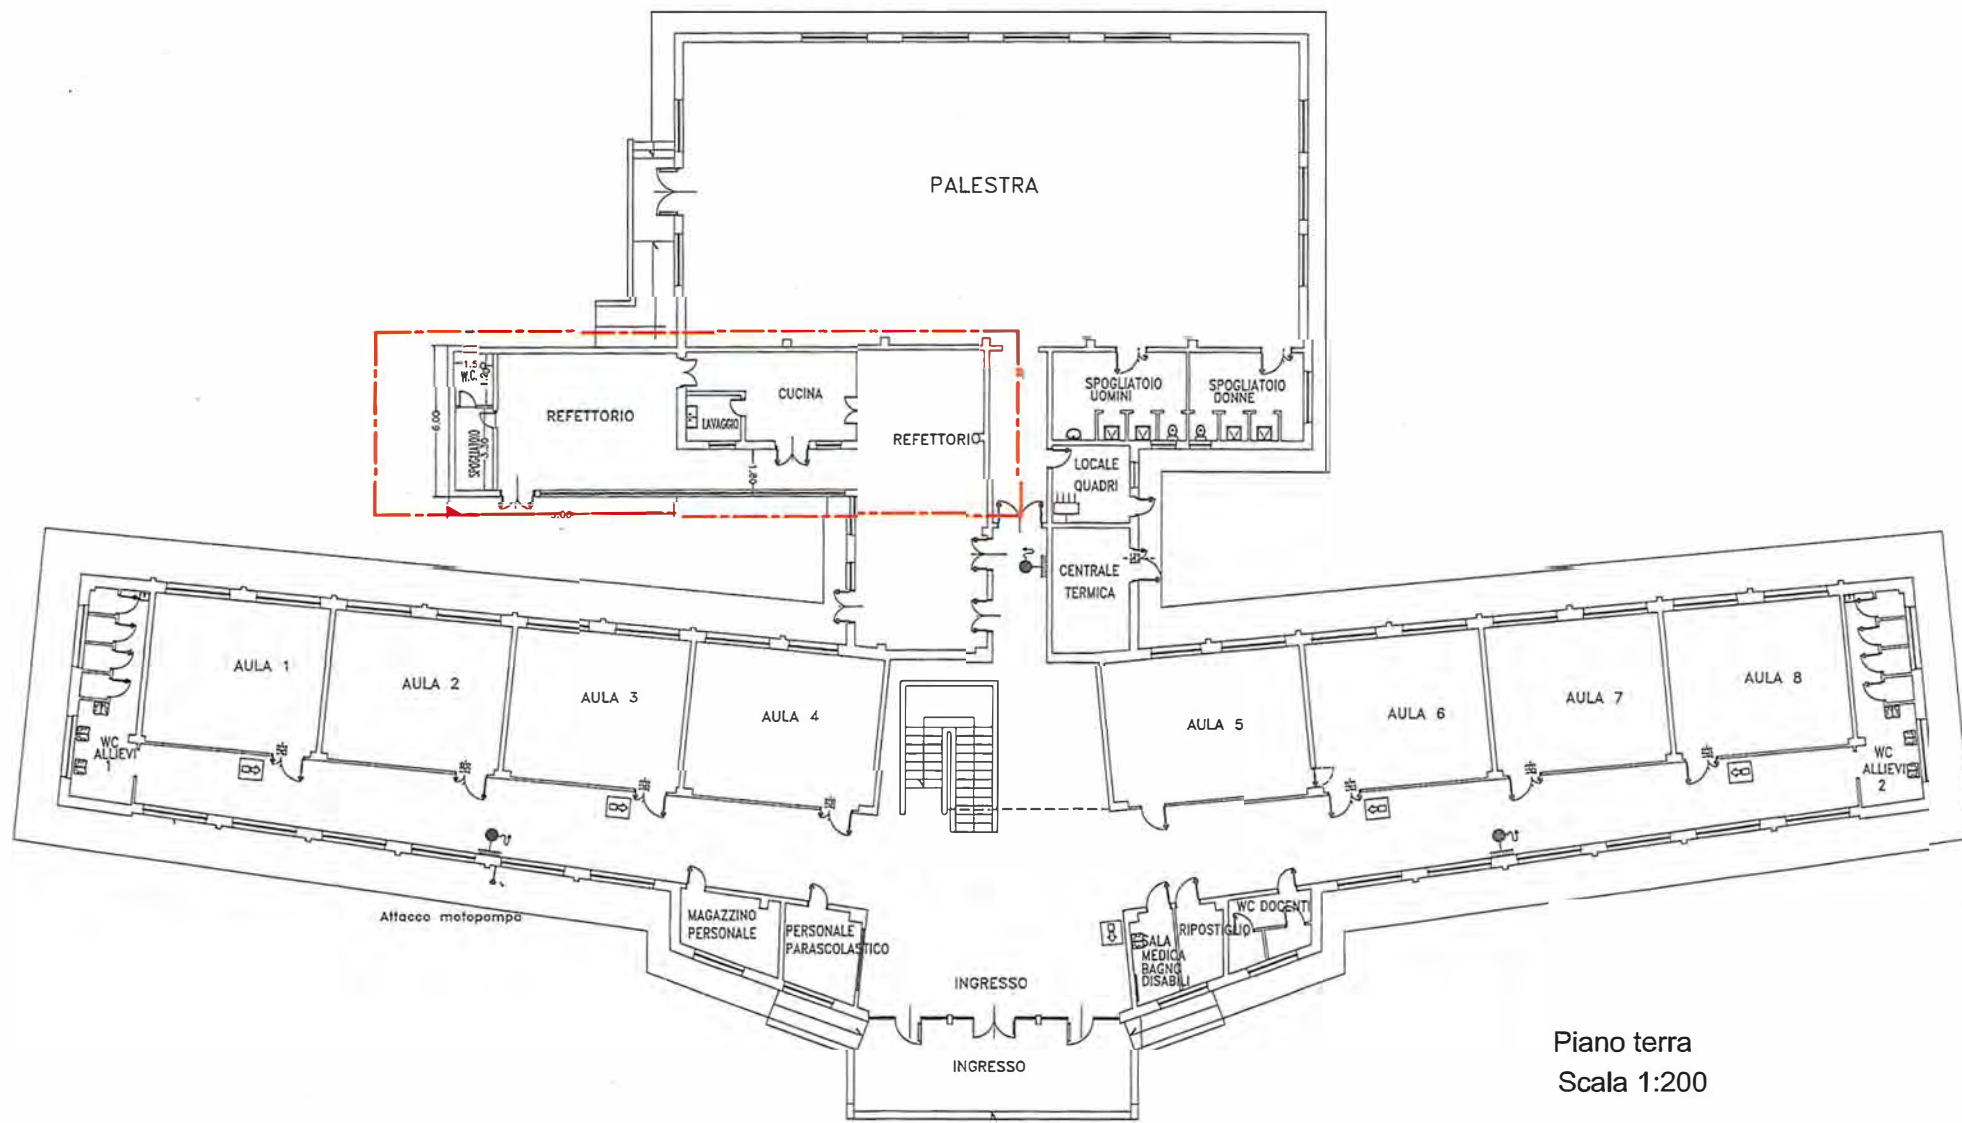 PALESTRA
1.5
W.C.
1.20
6.00
SPOGLIATOIO
3.30
REFETTORIO
LAVAGGIO
CUCINA
1.80
REFETTORIO
SPOGLIATOIO
UOMINI
SPOGLIATOIO
DONNE
LOCALE
QUADRI
CENTRALE
TERMICA
AULA 1
AULA 2
AULA 3
AULA 4
AULA 5
AULA 6
AULA 7
AULA 8
WC
ALLIEVI
1
WC
ALLIEVI
2
Attacco motopompa
MAGAZZINO
PERSONALE
PERSONALE
PARASCOLASTICO
SALA
MEDICA
BAGNO
DISABILI
RIPOSTIGLIO
WC DOCENTI
INGRESSO
INGRESSO
Piano terra
Scala 1:200